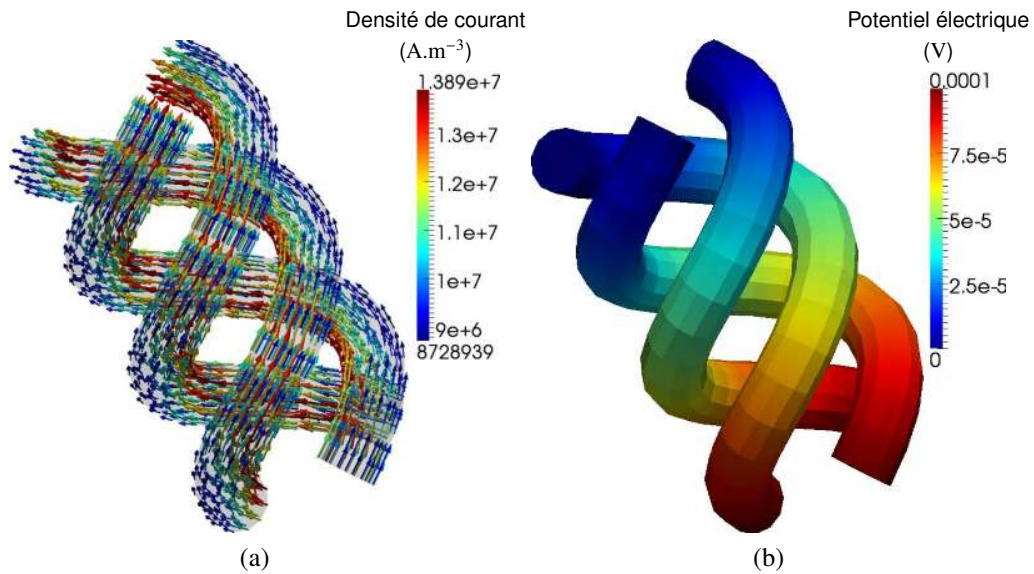 Densité de courant
(A.m⁻³)
1.389e+7
1.3e+7
1.2e+7
1.1e+7
1e+7
9e+6
8728939
(a)
Potentiel électrique
(V)
0.0001
7.5e-5
5e-5
2.5e-5
0
(b)